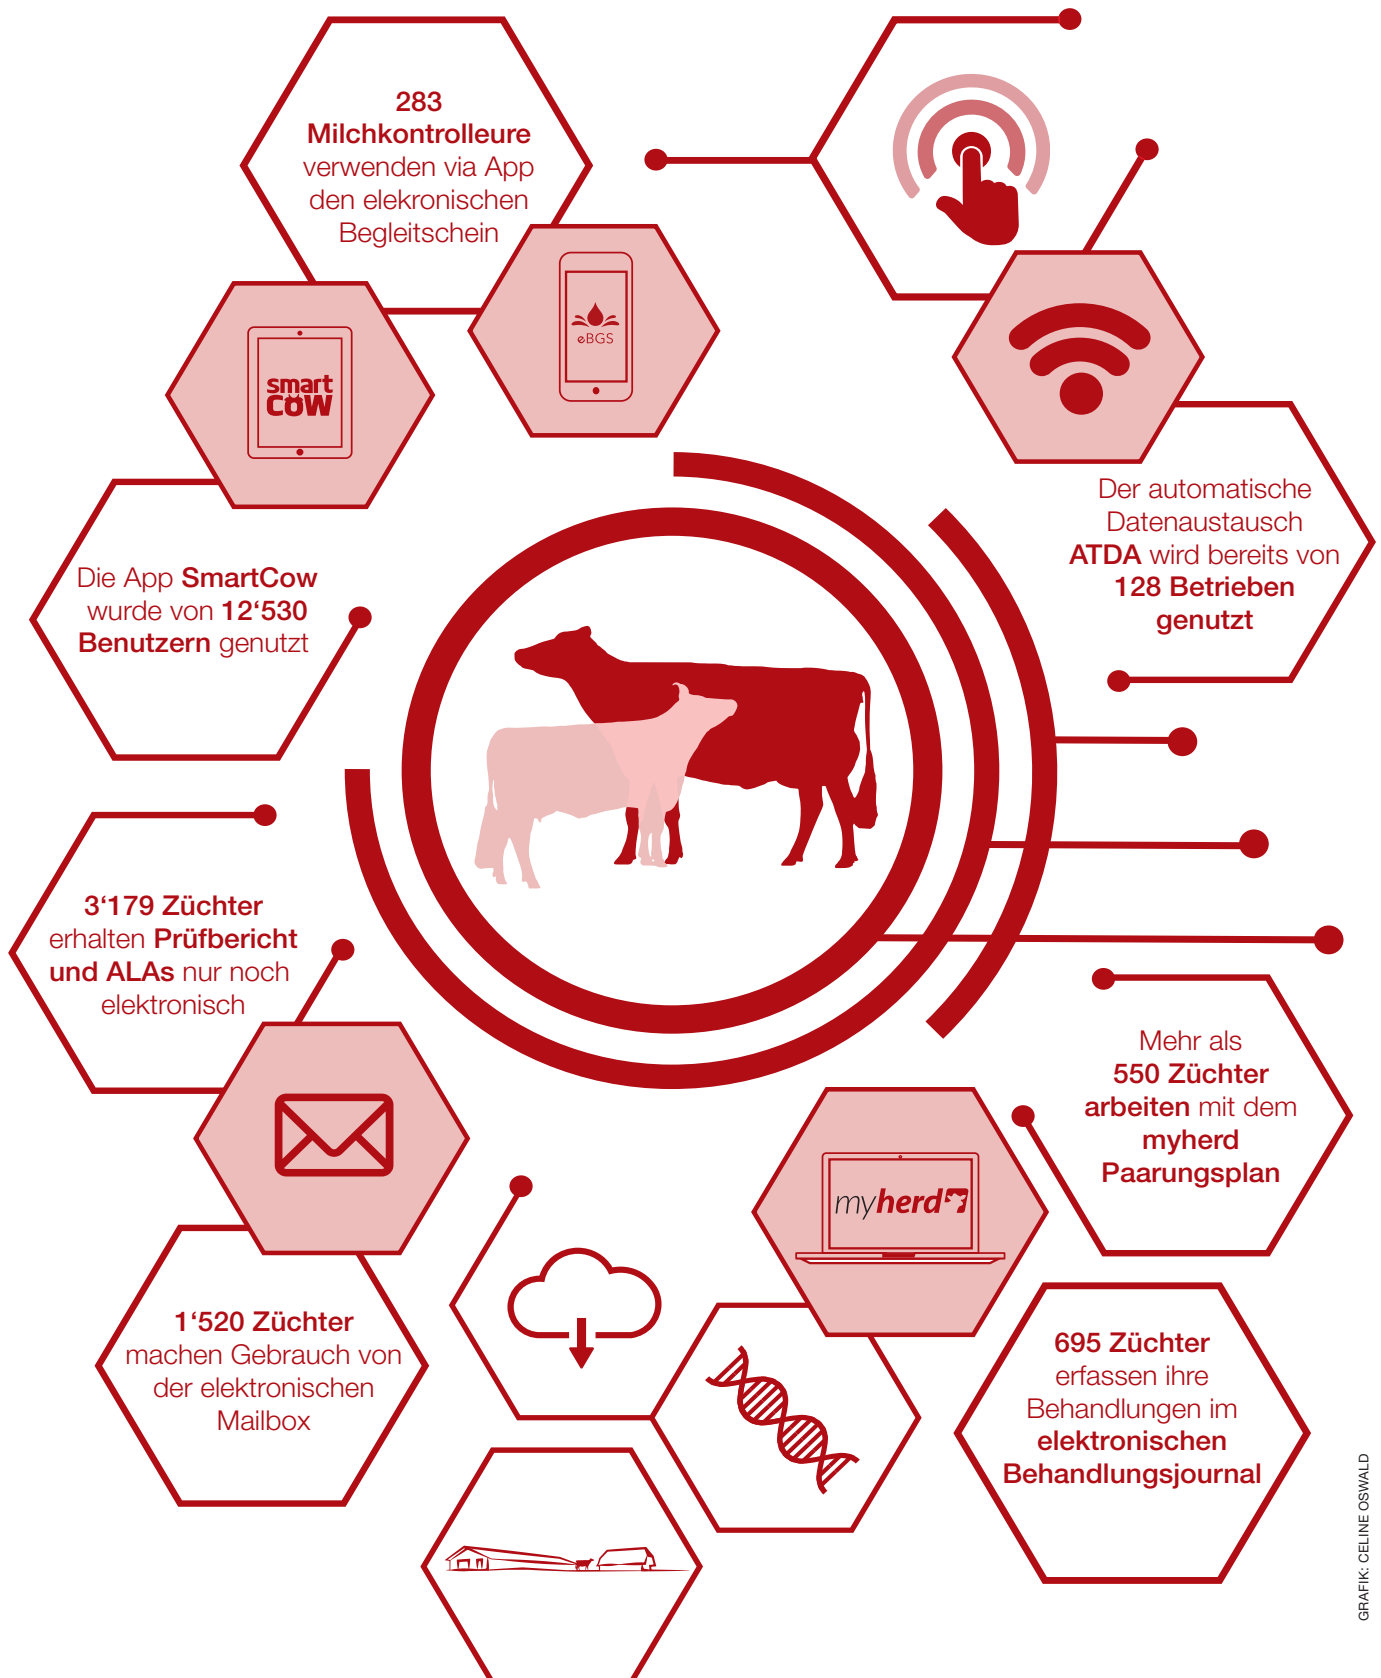 283
Milchkontrolleure
verwenden via App
den elekronischen
Begleitschein
eBGS
smart
cow
Die App SmartCow
wurde von 12‘530
Benutzern genutzt
Der automatische
Datenaustausch
ATDA wird bereits von
128 Betrieben
genutzt
3‘179 Züchter
erhalten Prüfbericht
und ALAs nur noch
elektronisch
Mehr als
550 Züchter
arbeiten mit dem
myherd
Paarungsplan
myherd
1‘520 Züchter
machen Gebrauch von
der elektronischen
Mailbox
695 Züchter
erfassen ihre
Behandlungen im
elektronischen
Behandlungsjournal
GRAFIK: CELINE OSWALD